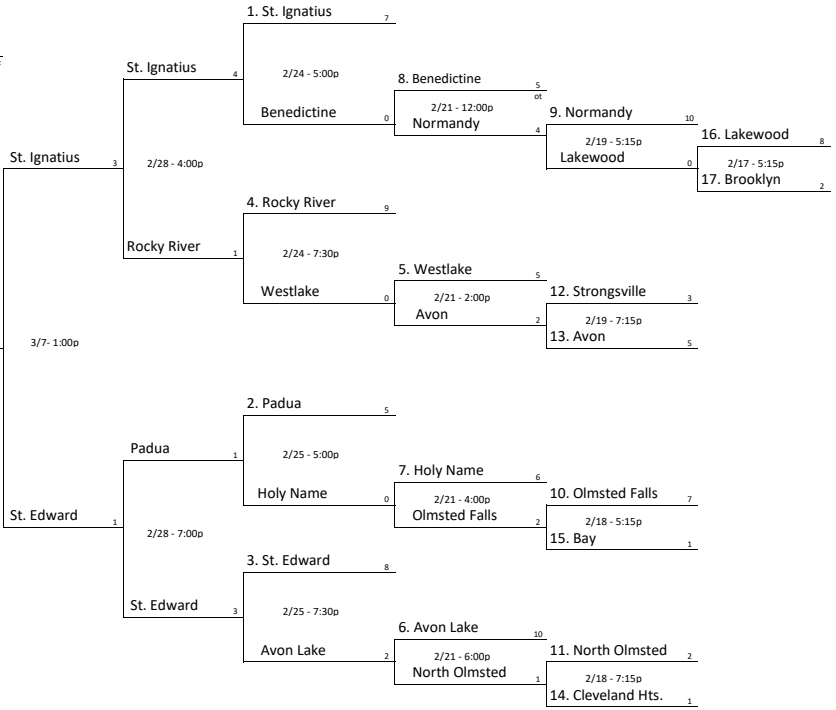 1. St. Ignatius 7
St. Ignatius 4
2/24 - 5:00p
8. Benedictine 5
ot
Benedictine 0
2/21 - 12:00p
Normandy 4
9. Normandy 10
2/19 - 5:15p
Lakewood 0
16. Lakewood 8
2/17 - 5:15p
17. Brooklyn 2
St. Ignatius 3
2/28 - 4:00p
4. Rocky River 9
Rocky River 1
2/24 - 7:30p
5. Westlake 5
Westlake 0
2/21 - 2:00p
Avon 2
12. Strongsville 3
2/19 - 7:15p
13. Avon 5
3/7- 1:00p
2. Padua 5
Padua 1
2/25 - 5:00p
7. Holy Name 6
Holy Name 0
2/21 - 4:00p
Olmsted Falls 2
10. Olmsted Falls 7
2/18 - 5:15p
15. Bay 1
St. Edward 1
2/28 - 7:00p
3. St. Edward 8
St. Edward 3
2/25 - 7:30p
6. Avon Lake 10
Avon Lake 2
2/21 - 6:00p
North Olmsted 1
11. North Olmsted 2
2/18 - 7:15p
14. Cleveland Hts. 1